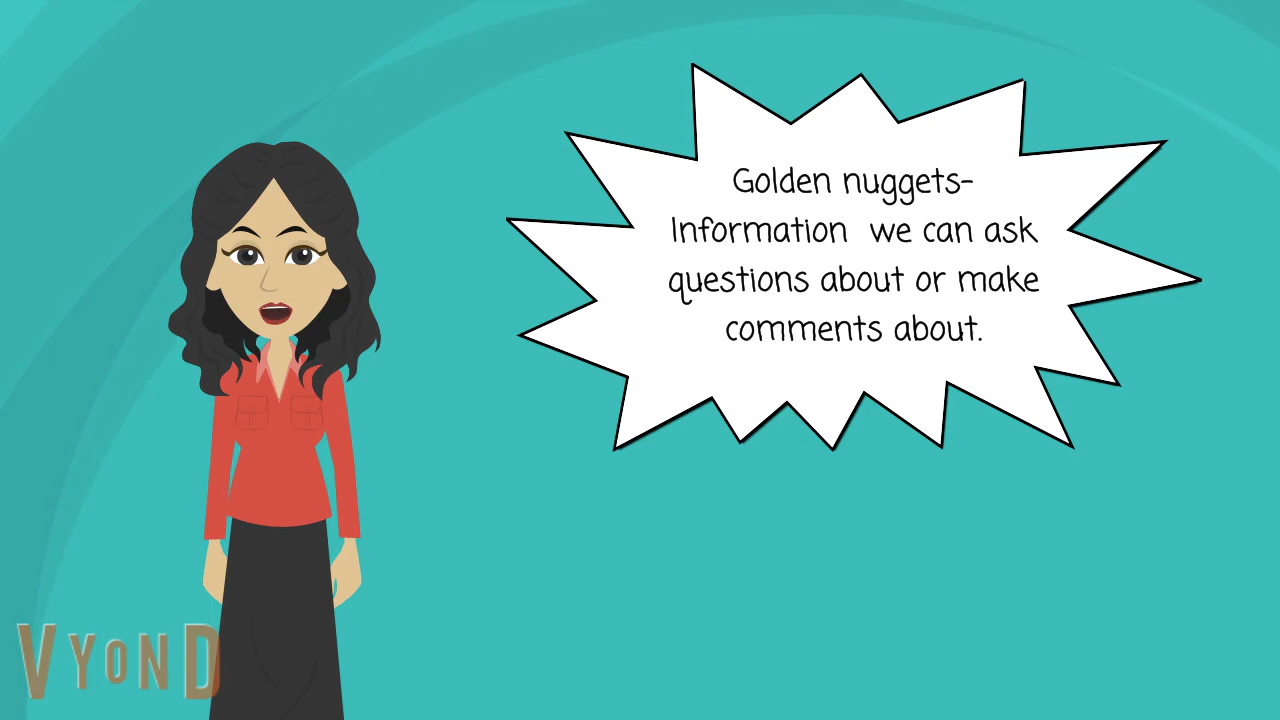 Golden nuggets-
Information  we can ask
questions about or make
comments about.
VYOND